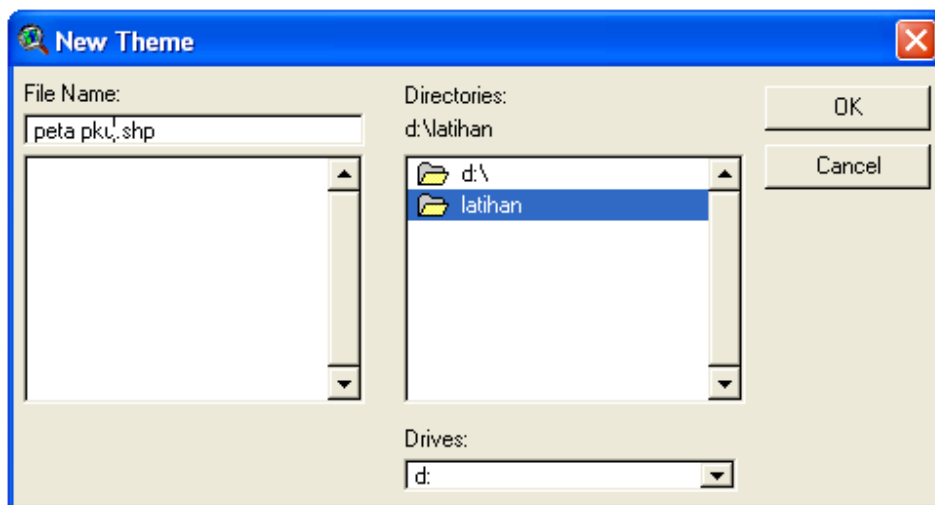 New Theme
File Name:
peta pku.shp
Directories:
d:\latihan
d:\
latihan
Drives:
d:
OK
Cancel